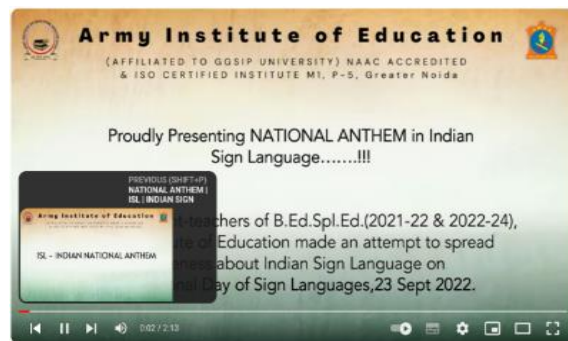 Army Institute of Education
(AFFILIATED TO GGSIP UNIVERSITY) NAAC ACCREDITED
& ISO CERTIFIED INSTITUTE M1, P-5, Greater Noida
Proudly Presenting NATIONAL ANTHEM in Indian
Sign Language.......!!!
PREVIOUS (SHIFT+P)
NATIONAL ANTHEM |
ISL | INDIAN SIGN
Army Institute of Education
ISL - INDIAN NATIONAL ANTHEM
teachers of B.Ed.Spl.Ed.(2021-22 & 2022-24),
of Education made an attempt to spread
about Indian Sign Language on
Day of Sign Languages,23 Sept 2022.
0:02 / 2:13